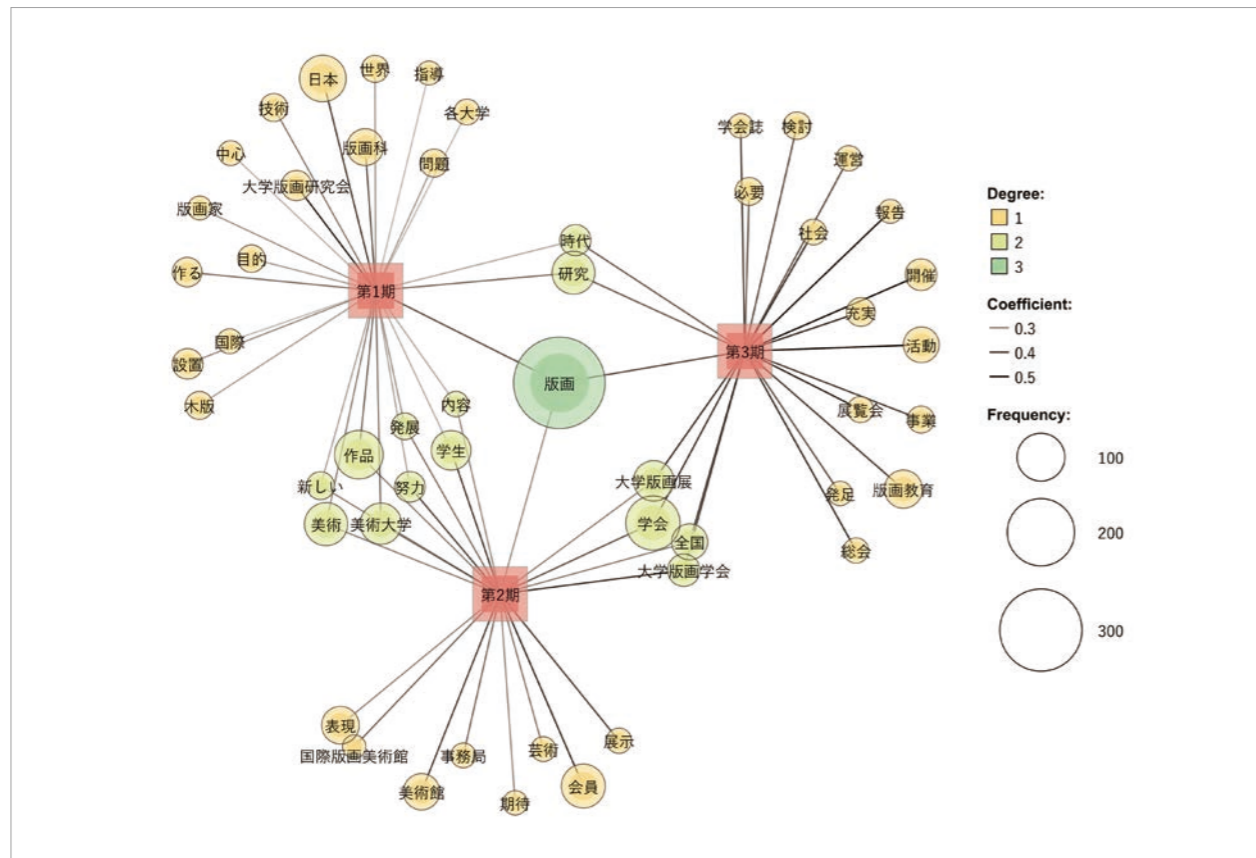 日本
世界
指導
技術
各大学
版画科
中心
問題
大学版画研究会
版画家
目的
作る
第1期
国際
設置
木版
時代
研究
版画
学会誌
検討
運営
必要
報告
社会
開催
充実
活動
第3期
展覧会
事業
版画教育
発足
総会
内容
発展
学生
作品
新しい
努力
美術
美術大学
大学版画展
学会
全国
大学版画学会
第2期
表現
国際版画美術館
事務局
芸術
展示
美術館
期待
会員
Degree:
1
2
3
Coefficient:
0.3
0.4
0.5
Frequency:
100
200
300